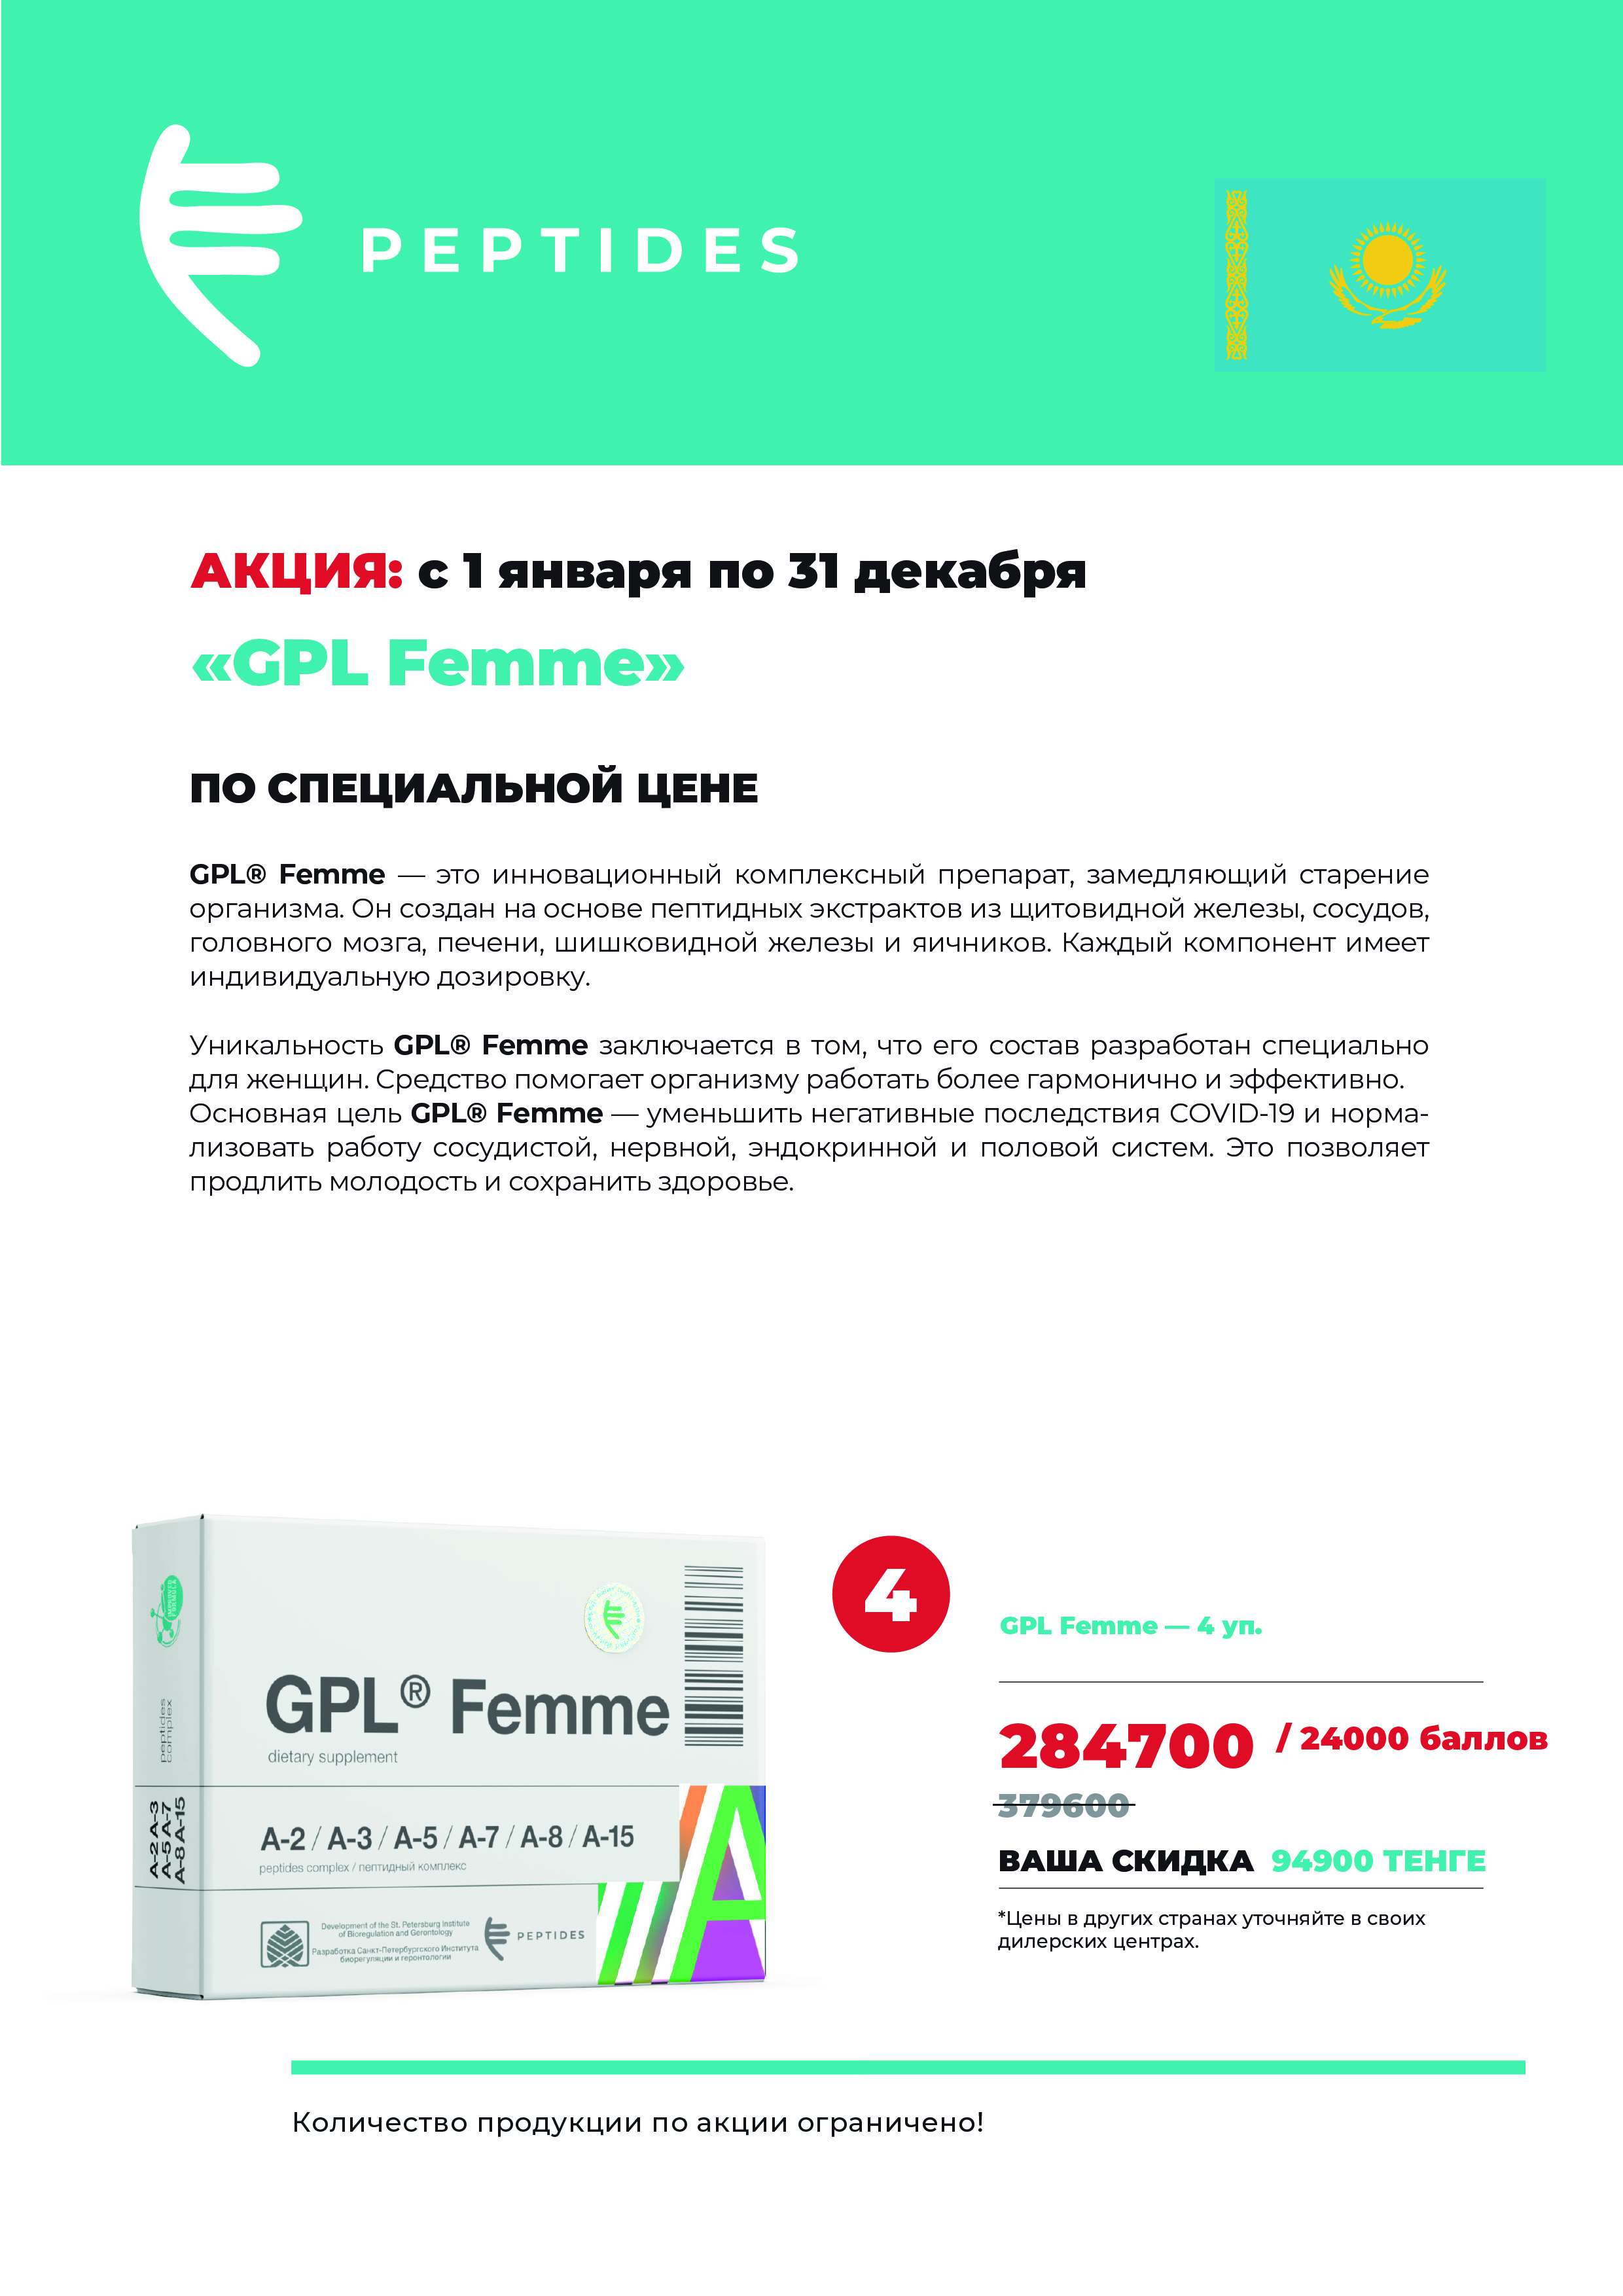 PEPTIDES
АКЦИЯ: с 1 января по 31 декабря
«GPL Femme»
ПО СПЕЦИАЛЬНОЙ ЦЕНЕ
GPL® Femme — это инновационный комплексный препарат, замедляющий старение
организма. Он создан на основе пептидных экстрактов из щитовидной железы, сосудов,
головного мозга, печени, шишковидной железы и яичников. Каждый компонент имеет
индивидуальную дозировку.
Уникальность GPL® Femme заключается в том, что его состав разработан специально
для женщин. Средство помогает организму работать более гармонично и эффективно.
Основная цель GPL® Femme — уменьшить негативные последствия COVID-19 и норма-
лизовать работу сосудистой, нервной, эндокринной и половой систем. Это позволяет
продлить молодость и сохранить здоровье.
peptides
complex
A-2 A-3
A-5 A-7
A-8 A-15
GPL® Femme
dietary supplement
A-2 / A-3 / A-5 / A-7 / A-8 / A-15
peptides complex / пептидный комплекс
Development of the St. Petersburg Institute
of Bioregulation and Gerontology
Разработка Санкт-Петербургского Института
биорегуляции и геронтологии
PEPTIDES
4
GPL Femme — 4 уп.
284700 / 24000 баллов
379600
ВАША СКИДКА 94900 ТЕНГЕ
*Цены в других странах уточняйте в своих
дилерских центрах.
Количество продукции по акции ограничено!